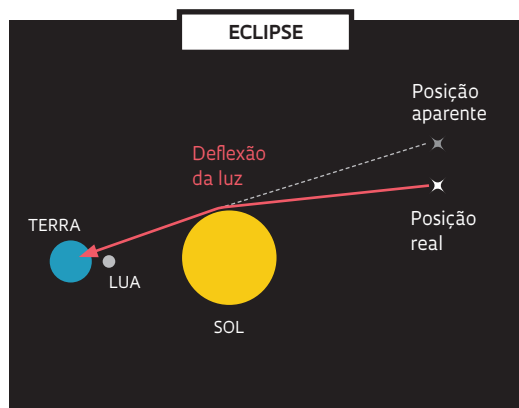 ECLIPSE
Posição
aparente
Deflexão
da luz
Posição
real
TERRA
LUA
SOL